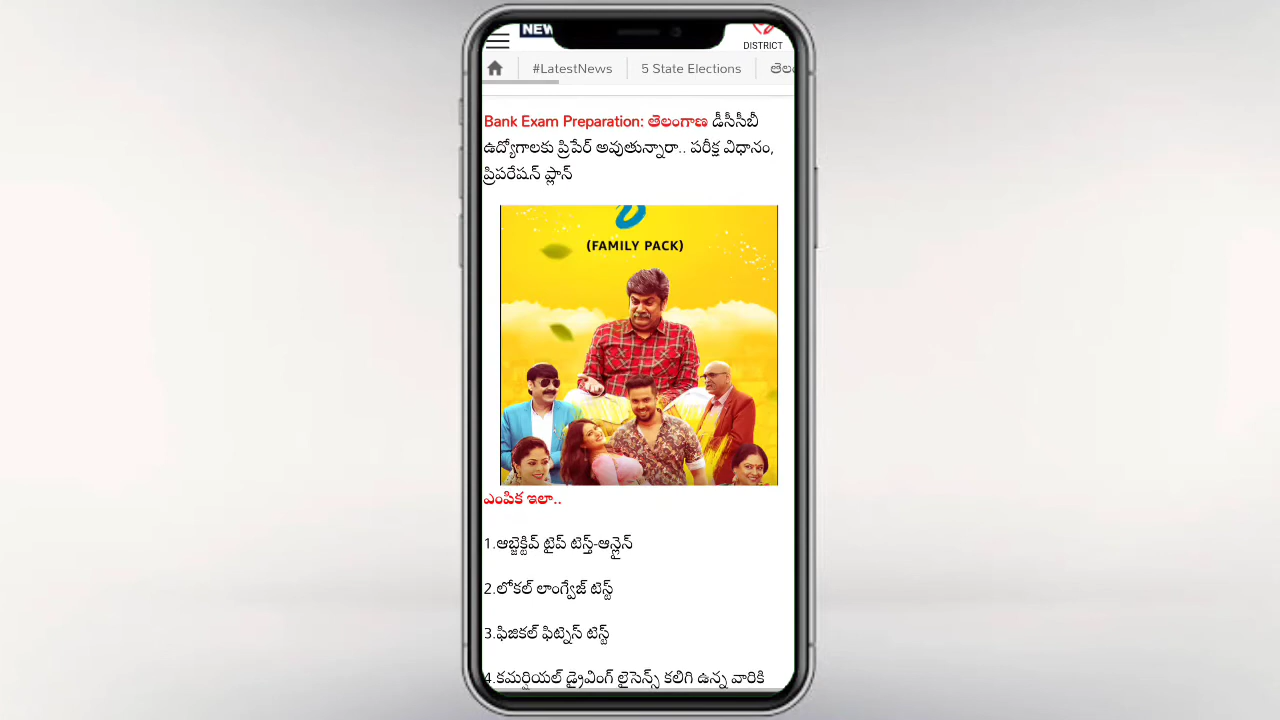 NEW
DISTRICT
#LatestNews
5 State Elections
Bank Exam Preparation: తెలంగాణ డీసీసీబీ
ఉద్యోగాలకు ప్రిపేర్ అవుతున్నారా.. పరీక్ష విధానం,
ప్రిపరేషన్ ప్లాన్
(FAMILY PACK)
ఎంపిక ఇలా..
1.ఆబ్జెక్టివ్ టైప్ టెస్త్-ఆన్లైన్
2.లోకల్ లాంగ్వేజ్ టెస్ట్
3.ఫిజికల్ ఫిట్నెస్ టెస్ట్
4.కమర్షియల్ డ్రైవింగ్ లైసెన్స్ కలిగి ఉన్న వారికి